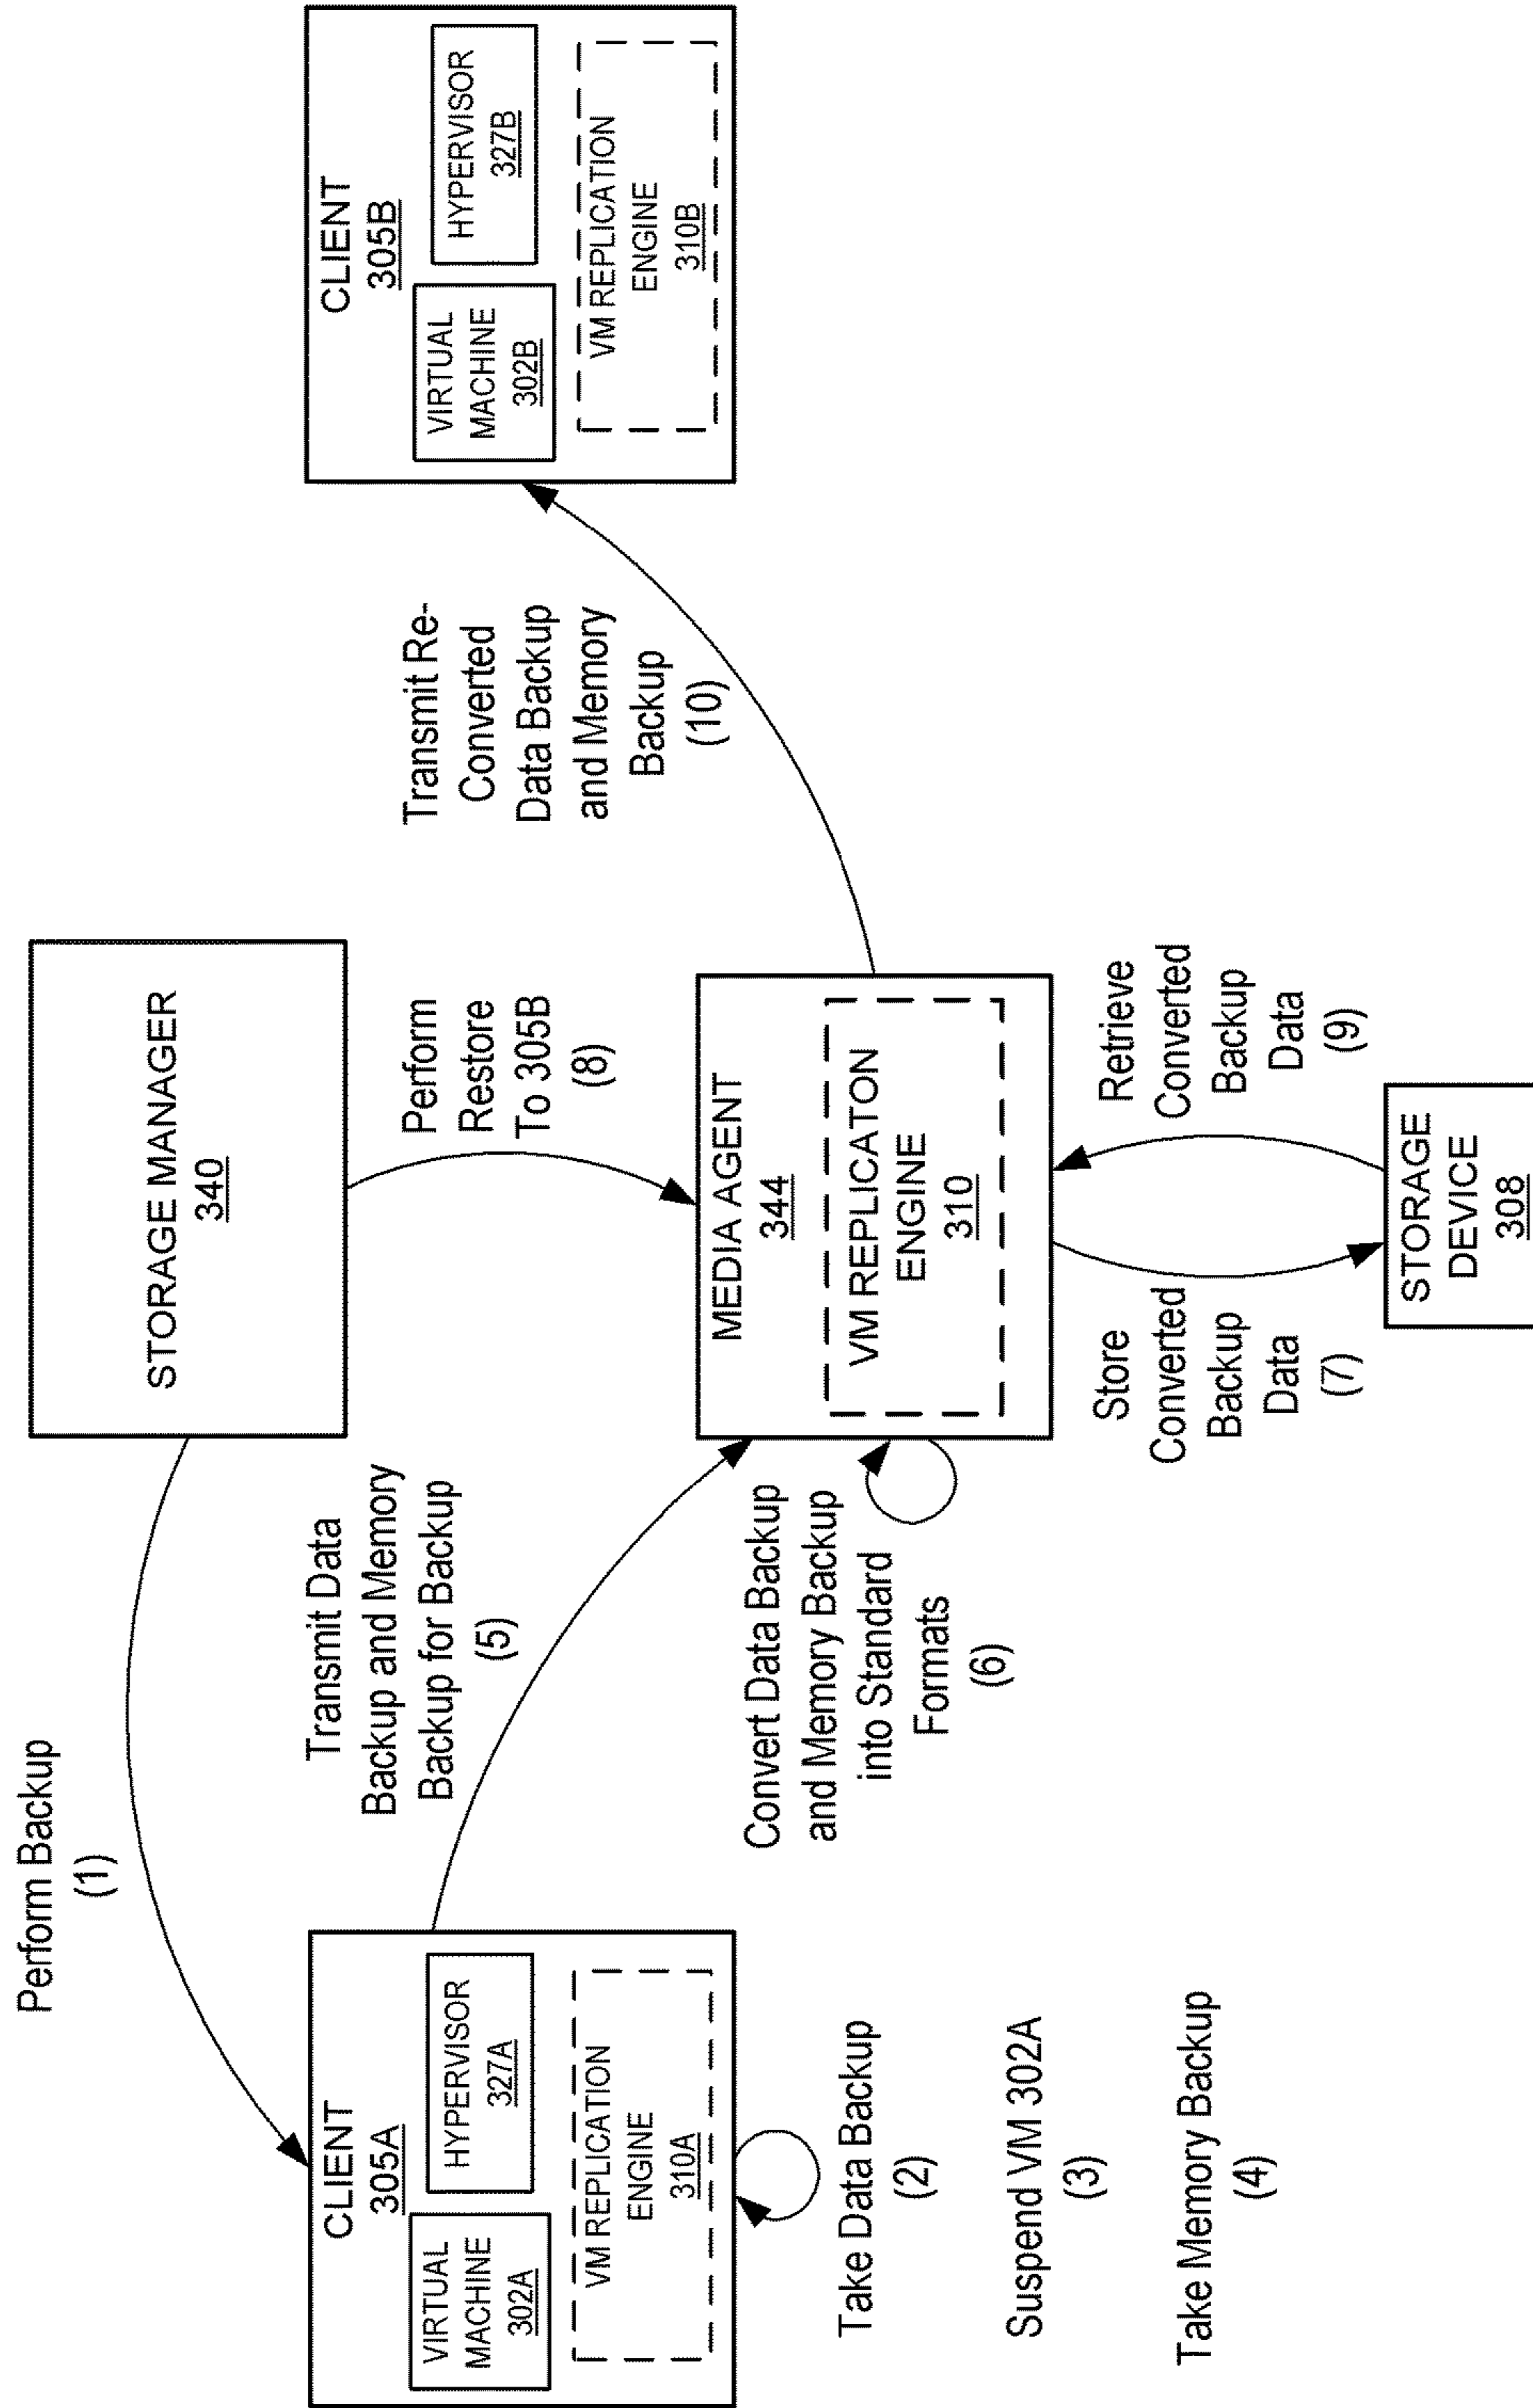 Perform Backup
(1)
STORAGE MANAGER
340
CLIENT
305A
VIRTUAL
MACHINE
302A
HYPERVISOR
327A
VM REPLICATION
ENGINE
310A
Take Data Backup
(2)
Suspend VM 302A
(3)
Take Memory Backup
(4)
Transmit Data
Backup and Memory
Backup for Backup
(5)
Convert Data Backup
and Memory Backup
into Standard
Formats
(6)
Perform
Restore
To 305B
(8)
MEDIA AGENT
344
VM REPLICATON
ENGINE
310
Store
Converted
Backup
Data
(7)
Retrieve
Converted
Backup
Data
(9)
STORAGE
DEVICE
308
Transmit Re-
Converted
Data Backup
and Memory
Backup
(10)
CLIENT
305B
VIRTUAL
MACHINE
302B
HYPERVISOR
327B
VM REPLICATION
ENGINE
310B